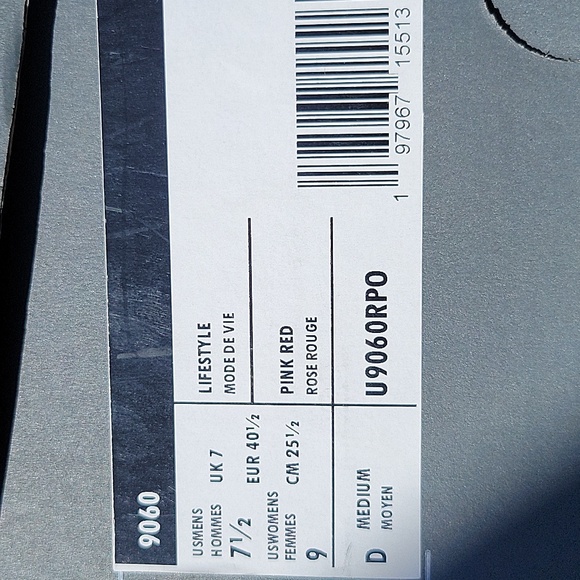 9060
USMENS
HOMMES
7½
UK 7
EUR 40½
USWOMENS
FEMMES
9
CM 25½
LIFESTYLE
MODE DE VIE
PINK RED
ROSE ROUGE
D MEDIUM
MOYEN
U9060RPO
1 97967 15513